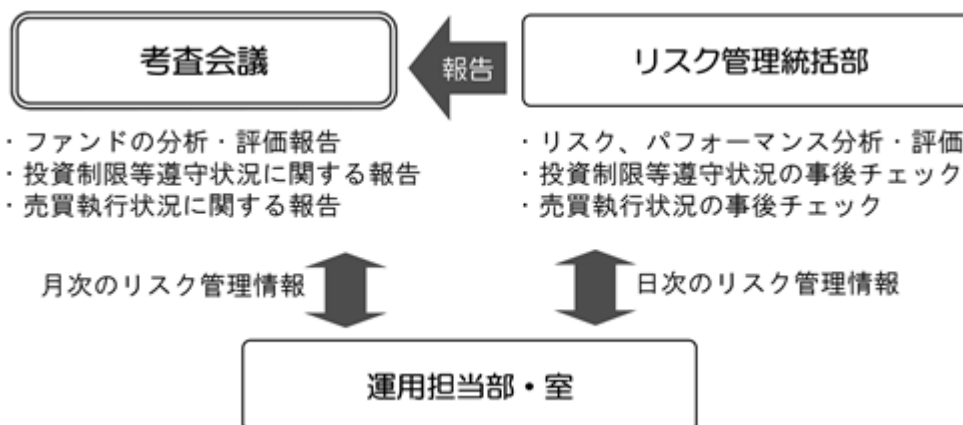 考査会議
報告
リスク管理統括部
・ファンドの分析・評価報告
・投資制限等遵守状況に関する報告
・売買執行状況に関する報告
・リスク、パフォーマンス分析・評価
・投資制限等遵守状況の事後チェック
・売買執行状況の事後チェック
月次のリスク管理情報
日次のリスク管理情報
運用担当部・室